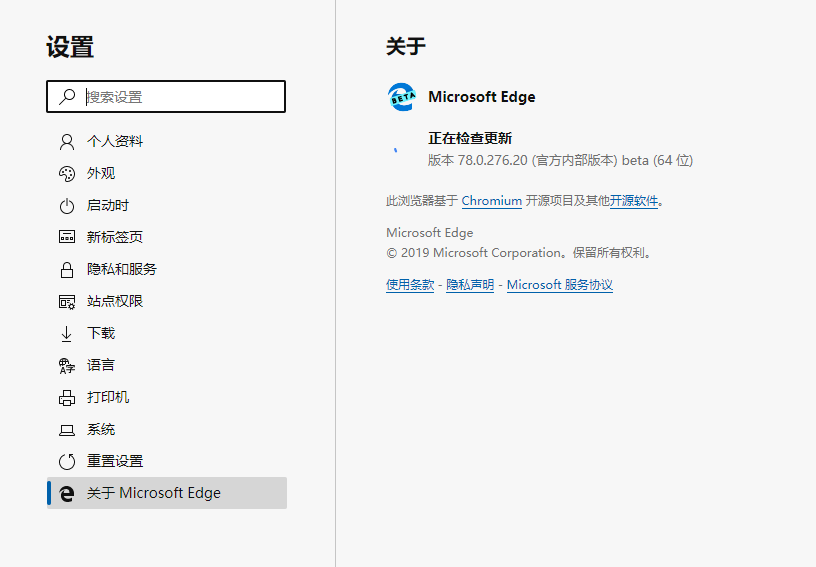 设置
搜索设置
个人资料
外观
启动时
新标签页
隐私和服务
站点权限
下载
语言
打印机
系统
重置设置
关于 Microsoft Edge
关于
BETA
Microsoft Edge
正在检查更新
版本 78.0.276.20 (官方内部版本) beta (64 位)
此浏览器基于 Chromium 开源项目及其他开源软件。
Microsoft Edge
© 2019 Microsoft Corporation。保留所有权利。
使用条款 - 隐私声明 - Microsoft 服务协议